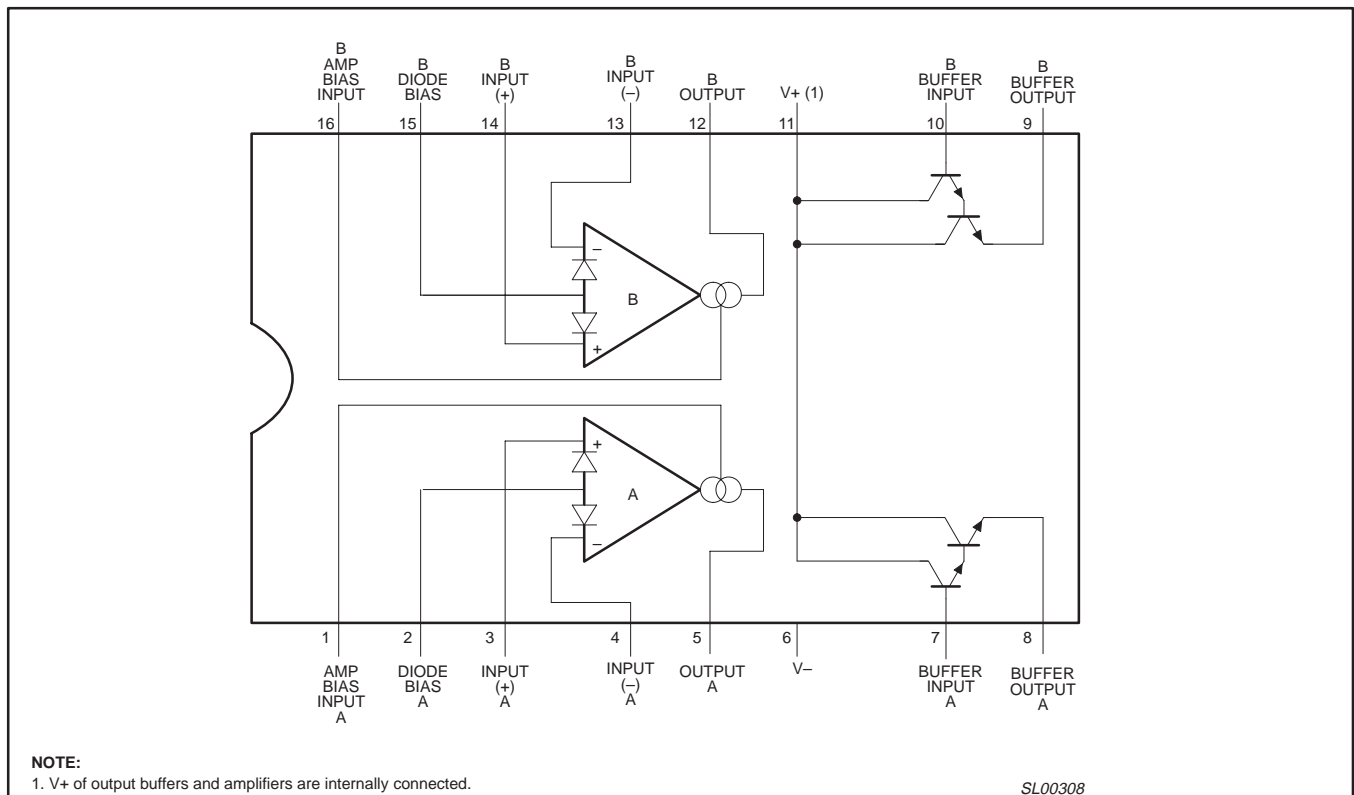 B
AMP
BIAS
INPUT
B
DIODE
BIAS
B
INPUT
(+)
B
INPUT
(–)
B
OUTPUT
V+ (1)
B
BUFFER
INPUT
B
BUFFER
OUTPUT
16
15
14
13
12
11
10
9
–
B
+
+
A
–
1
2
3
4
5
6
7
8
AMP
BIAS
INPUT
A
DIODE
BIAS
A
INPUT
(+)
A
INPUT
(–)
A
OUTPUT
A
V–
BUFFER
INPUT
A
BUFFER
OUTPUT
A
NOTE:
1. V+ of output buffers and amplifiers are internally connected.
SL00308